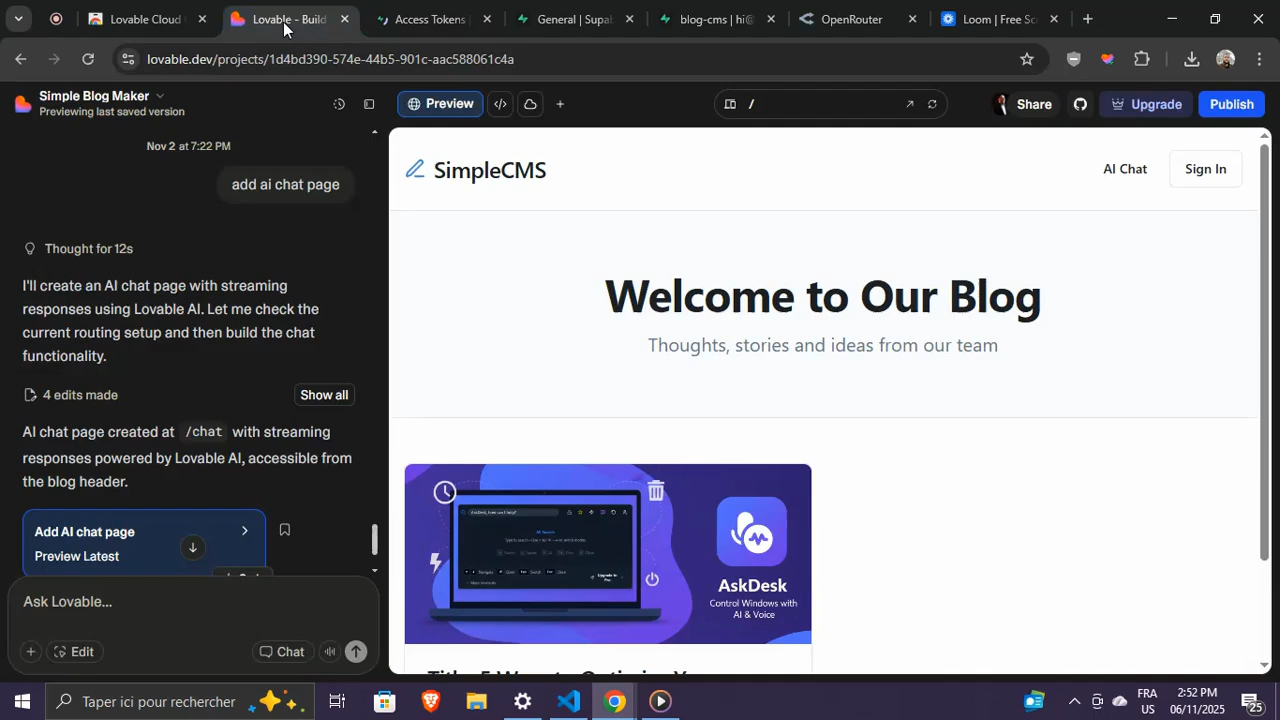 Lovable Cloud
Lovable - Build
Access Tokens
General | Supab
blog-cms | hi@
OpenRouter
Loom | Free Sc
lovable.dev/projects/1d4bd390-574e-44b5-901c-aac588061c4a
Simple Blog Maker
Previewing last saved version
Preview
/
Share
Upgrade
Publish
Nov 2 at 7:22 PM
add ai chat page
Thought for 12s
I'll create an AI chat page with streaming
responses using Lovable AI. Let me check the
current routing setup and then build the chat
functionality.
4 edits made
Show all
AI chat page created at /chat with streaming
responses powered by Lovable AI, accessible from
the blog header.
Add AI chat page
Preview Latest
Ask Lovable...
Edit
Chat
SimpleCMS
AI Chat
Sign In
Welcome to Our Blog
Thoughts, stories and ideas from our team
AskDesk
Control Windows with
AI & Voice
Taper ici pour rechercher
FRA
US
2:52 PM
06/11/2025
25